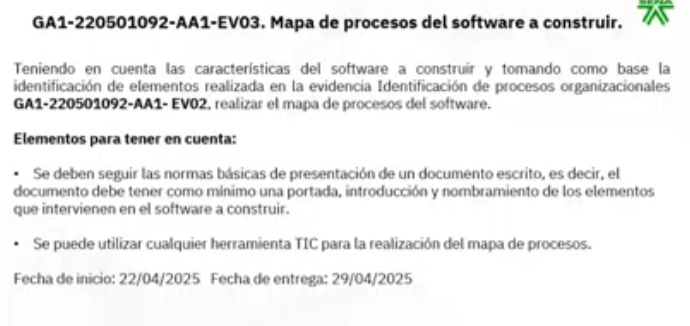 SENA
GA1-220501092-AA1-EV03. Mapa de procesos del software a construir.
Teniendo en cuenta las características del software a construir y tomando como base la
identificación de elementos realizada en la evidencia Identificación de procesos organizacionales
GA1-220501092-AA1- EV02, realizar el mapa de procesos del software.
Elementos para tener en cuenta:
• Se deben seguir las normas básicas de presentación de un documento escrito, es decir, el
documento debe tener como mínimo una portada, introducción y nombramiento de los elementos
que intervienen en el software a construir.
• Se puede utilizar cualquier herramienta TIC para la realización del mapa de procesos.
Fecha de inicio: 22/04/2025 Fecha de entrega: 29/04/2025